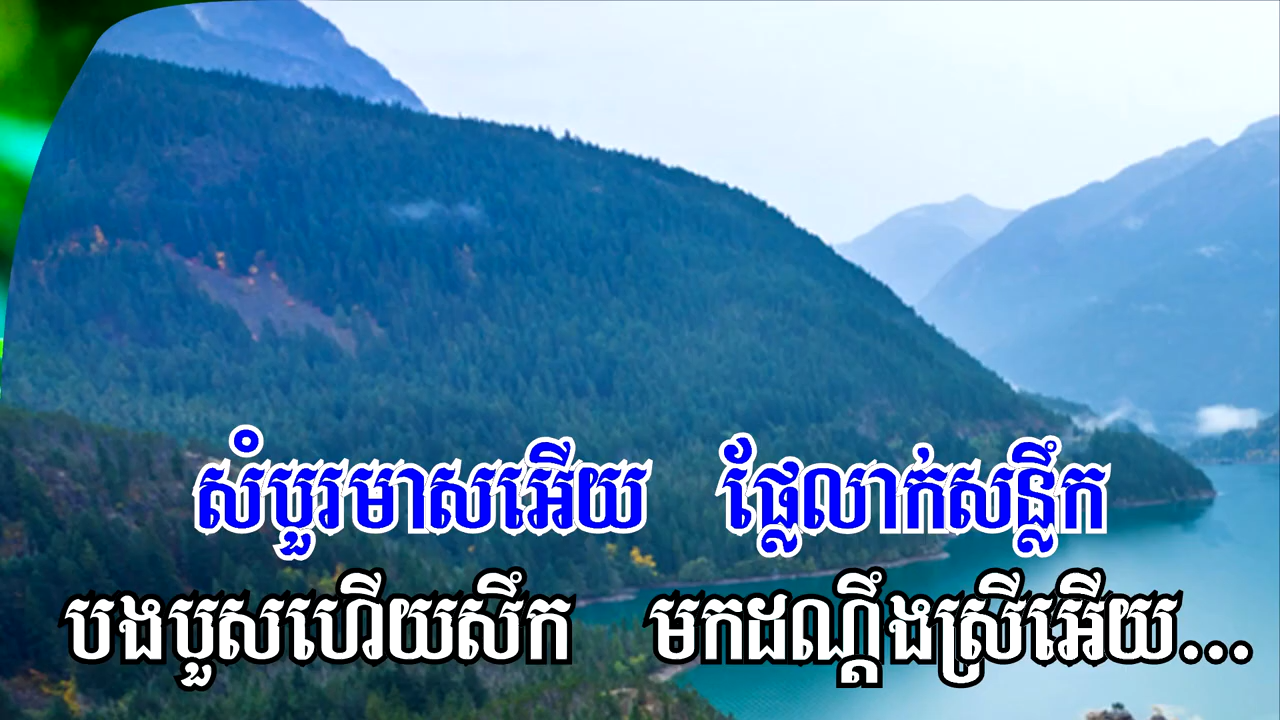 សំបួរមាសអើយ ផ្លែលាក់សន្លឹក
បងបួសហើយសឹក មកដណ្ដឹងស្រីអើយ...